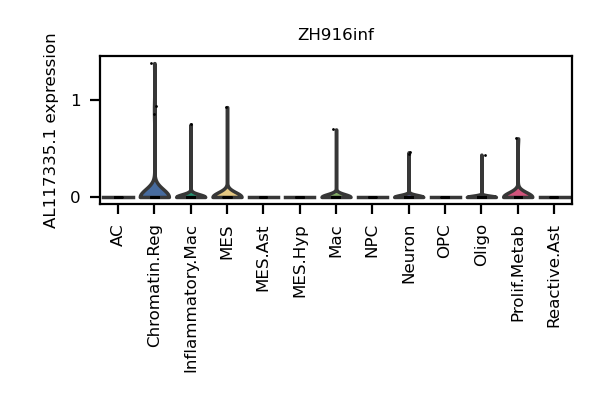 ZH916inf
AL117335.1 expression
1
0
AC
Chromatin.Reg
Inflammatory.Mac
MES
MES.Ast
MES.Hyp
Mac
NPC
Neuron
OPC
Oligo
Prolif.Metab
Reactive.Ast